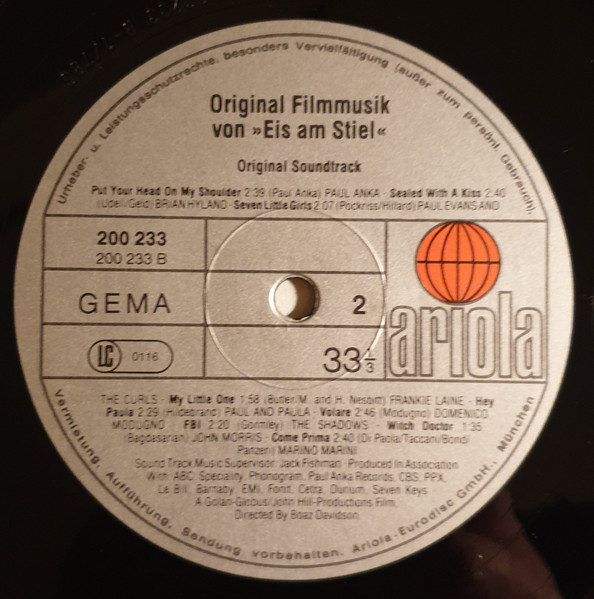 Urheber- u. Leistungsschutzrechte, besonders Vervielfältigung (außer zum persönl. Gebrauch),
Original Filmmusik
von »Eis am Stiel«
Original Soundtrack
Put Your Head On My Shoulder 2:39 (Paul Anka) PAUL ANKA · Sealed With A Kiss 2:40
(Udell/Geld) BRIAN HYLAND · Seven Little Girls 2:07 (Pockriss/Hillard) PAUL EVANS AND
200 233
200 233 B
GEMA
2
LC 0116
33 1/3
ariola
THE CURLS · My Little One 1:58 (Butler/M. and H. Nesbitt) FRANKIE LAINE · Hey
Paula 2:29 (Hildebrand) PAUL AND PAULA · Volare 2:46 (Modugno) DOMENICO
MODUGNO · FBI 2:20 (Gormley) THE SHADOWS · Witch Doctor 1:35
(Bagdasarian) JOHN MORRIS · Come Prima 2:40 (Di Paola/Taccani/Bond/
Panzeri) MARINO MARINI
Sound Track Music Supervisor: Jack Fishman · Produced In Association
With ABC, Speciality, Phonogram, Paul Anka Records, CBS, PPX,
Le Bill, Barnaby, EMI, Fonit, Cetra, Durium, Seven Keys
A Golan-Globus/John Hill-Productions Film,
Directed By Boaz Davidson
Vermietung, Aufführung, Sendung vorbehalten. Ariola-Eurodisc GmbH., München